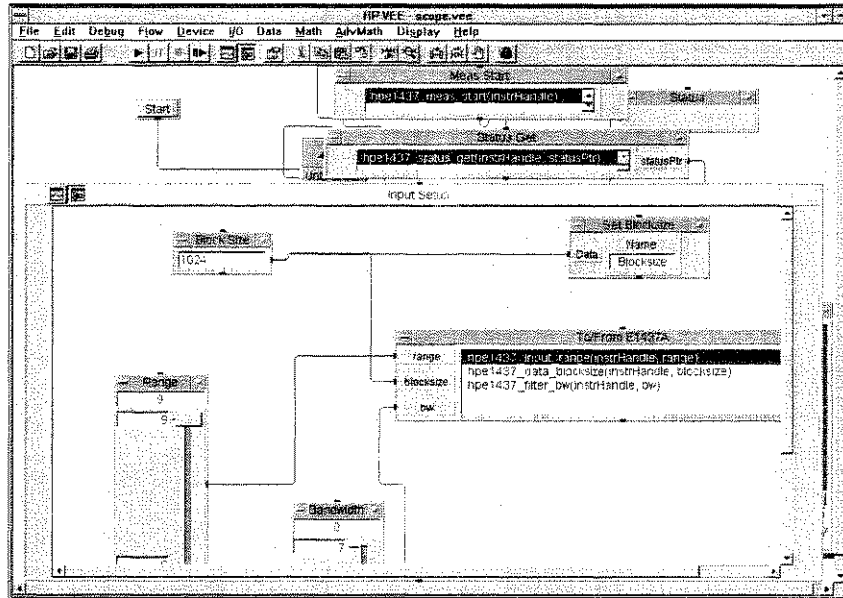 HP VEE scope.vee
File Edit Debug Flow Device I/O Data Math AdvMath Display Help
Meas Start
hpe1437_meas_start(instrHandle)
Start
Status
Status Get
hpe1437_status_get(instrHandle, statusPtr)
statusPtr
Input Setup
Block Size
1024
Set Blocksize
Data
Name
Blocksize
To/From E1437A
range
hpe1437_input_range(instrHandle, range)
hpe1437_data_blocksize(instrHandle, blocksize)
blocksize
hpe1437_filter_bw(instrHandle, bw)
bw
Range
9
Bandwidth
7